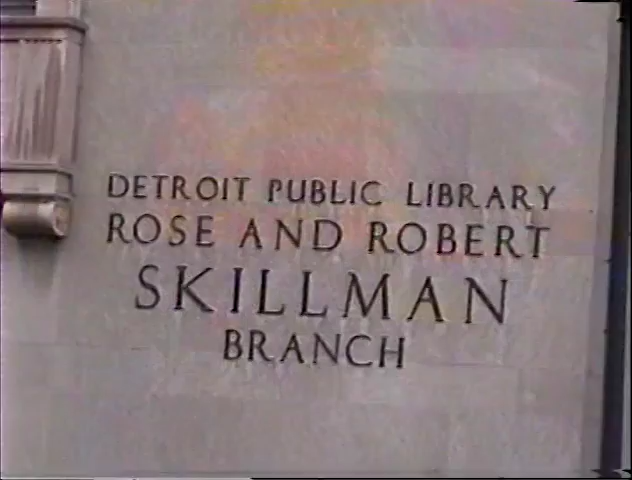 DETROIT PUBLIC LIBRARY
ROSE AND ROBERT
SKILLMAN
BRANCH